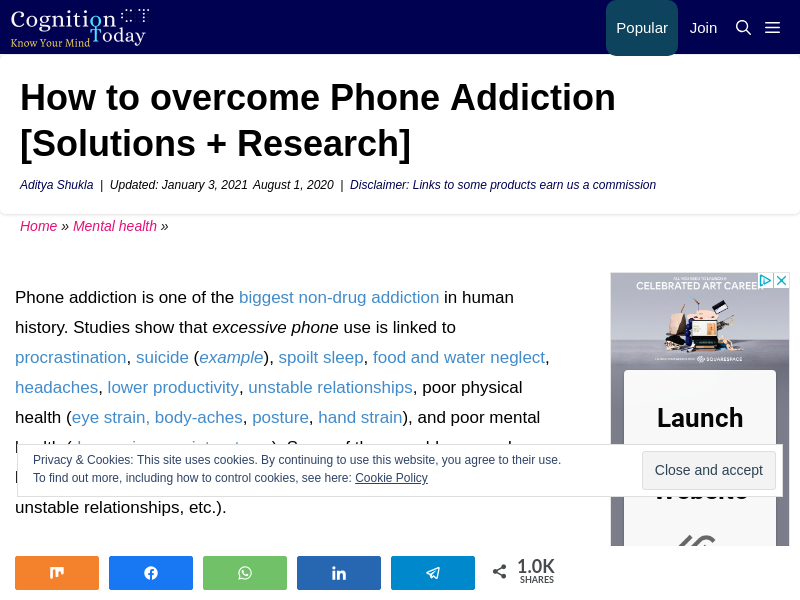 Cognition
Today
Know Your Mind
Popular
Join
How to overcome Phone Addiction
[Solutions + Research]
Aditya Shukla | Updated: January 3, 2021 August 1, 2020 | Disclaimer: Links to some products earn us a commission
Home » Mental health »
Phone addiction is one of the biggest non-drug addiction in human
history. Studies show that excessive phone use is linked to
procrastination, suicide (example), spoilt sleep, food and water neglect,
headaches, lower productivity, unstable relationships, poor physical
health (eye strain, body-aches, posture, hand strain), and poor mental
unstable relationships, etc.).
CELEBRATED ART CAREER
SQUARESPACE
Launch
Website
Privacy & Cookies: This site uses cookies. By continuing to use this website, you agree to their use.
To find out more, including how to control cookies, see here: Cookie Policy
Close and accept
1.0K
SHARES